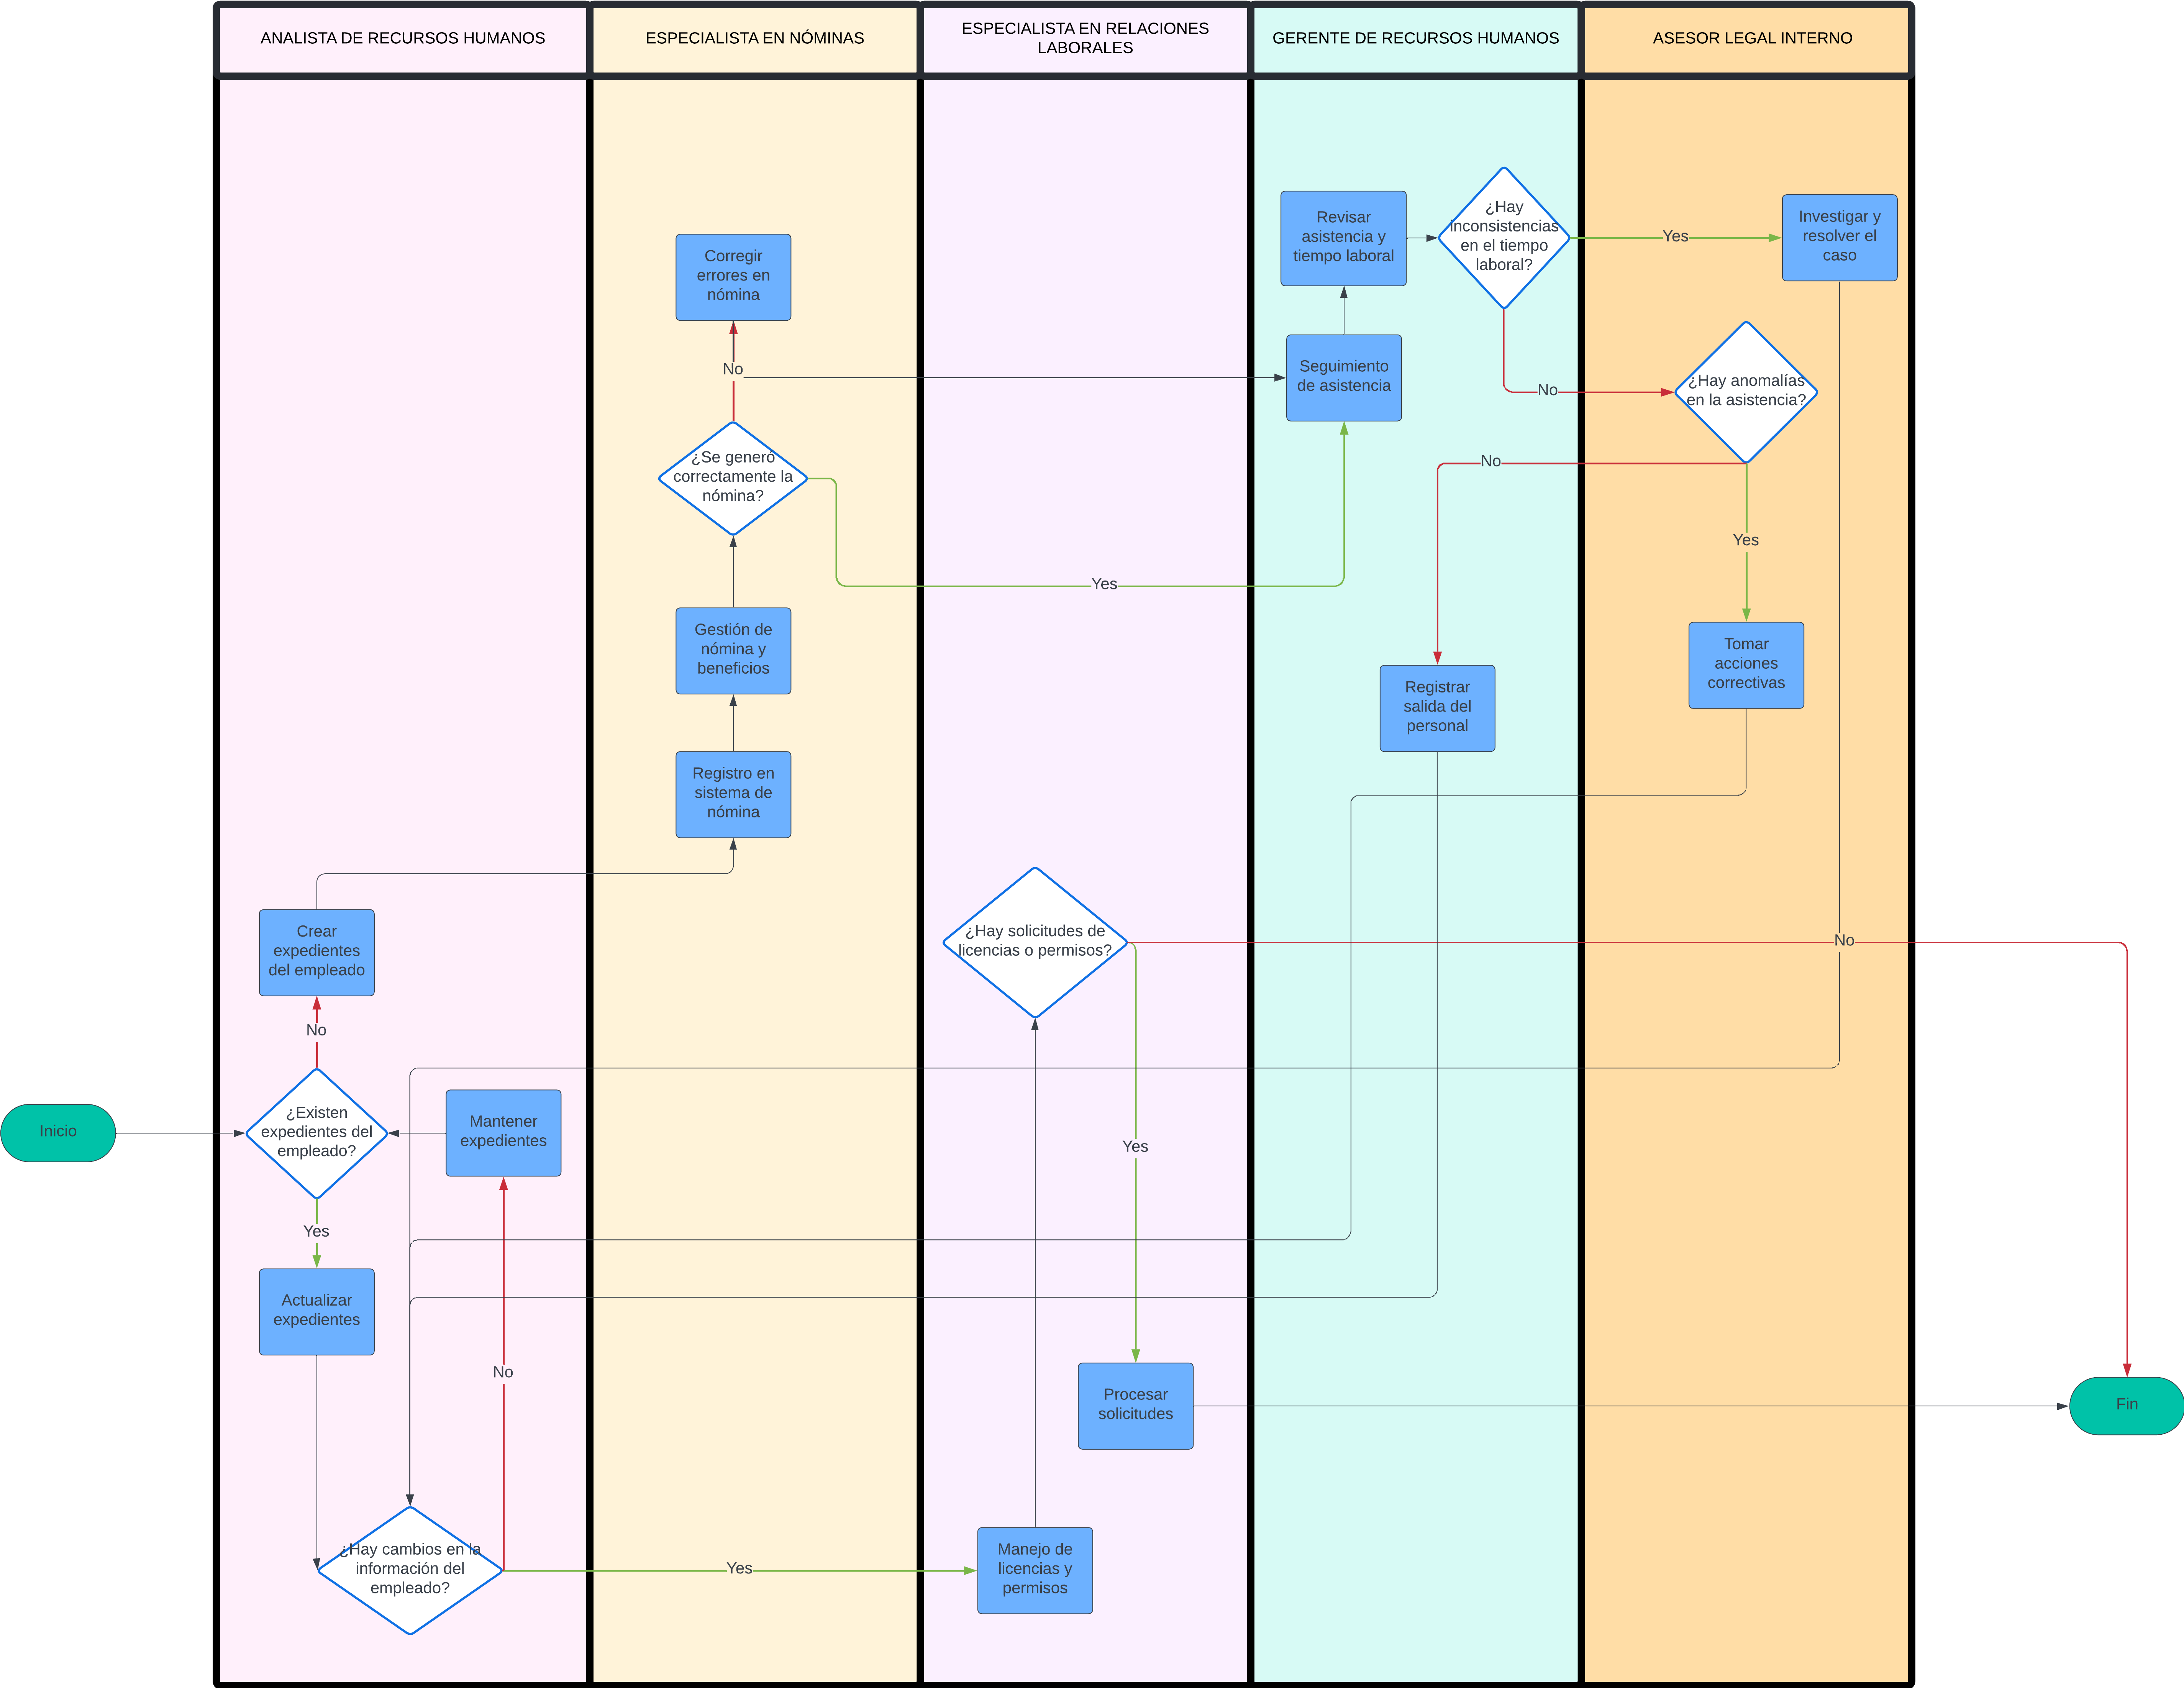 ANALISTA DE RECURSOS HUMANOS
ESPECIALISTA EN NÓMINAS
ESPECIALISTA EN RELACIONES
LABORALES
GERENTE DE RECURSOS HUMANOS
ASESOR LEGAL INTERNO
Corregir
errores en
nómina
Revisar
asistencia y
tiempo laboral
¿Hay
inconsistencias
en el tiempo
laboral?
Yes
Investigar y
resolver el
caso
No
Seguimiento
de asistencia
No
¿Hay anomalías
en la asistencia?
¿Se generó
correctamente la
nómina?
No
Yes
Yes
Gestión de
nómina y
beneficios
Tomar
acciones
correctivas
Registrar
salida del
personal
Registro en
sistema de
nómina
Crear
expedientes
del empleado
¿Hay solicitudes de
licencias o permisos?
No
No
Inicio
¿Existen
expedientes del
empleado?
Mantener
expedientes
Yes
Yes
Actualizar
expedientes
No
Procesar
solicitudes
Fin
¿Hay cambios en la
información del
empleado?
Yes
Manejo de
licencias y
permisos